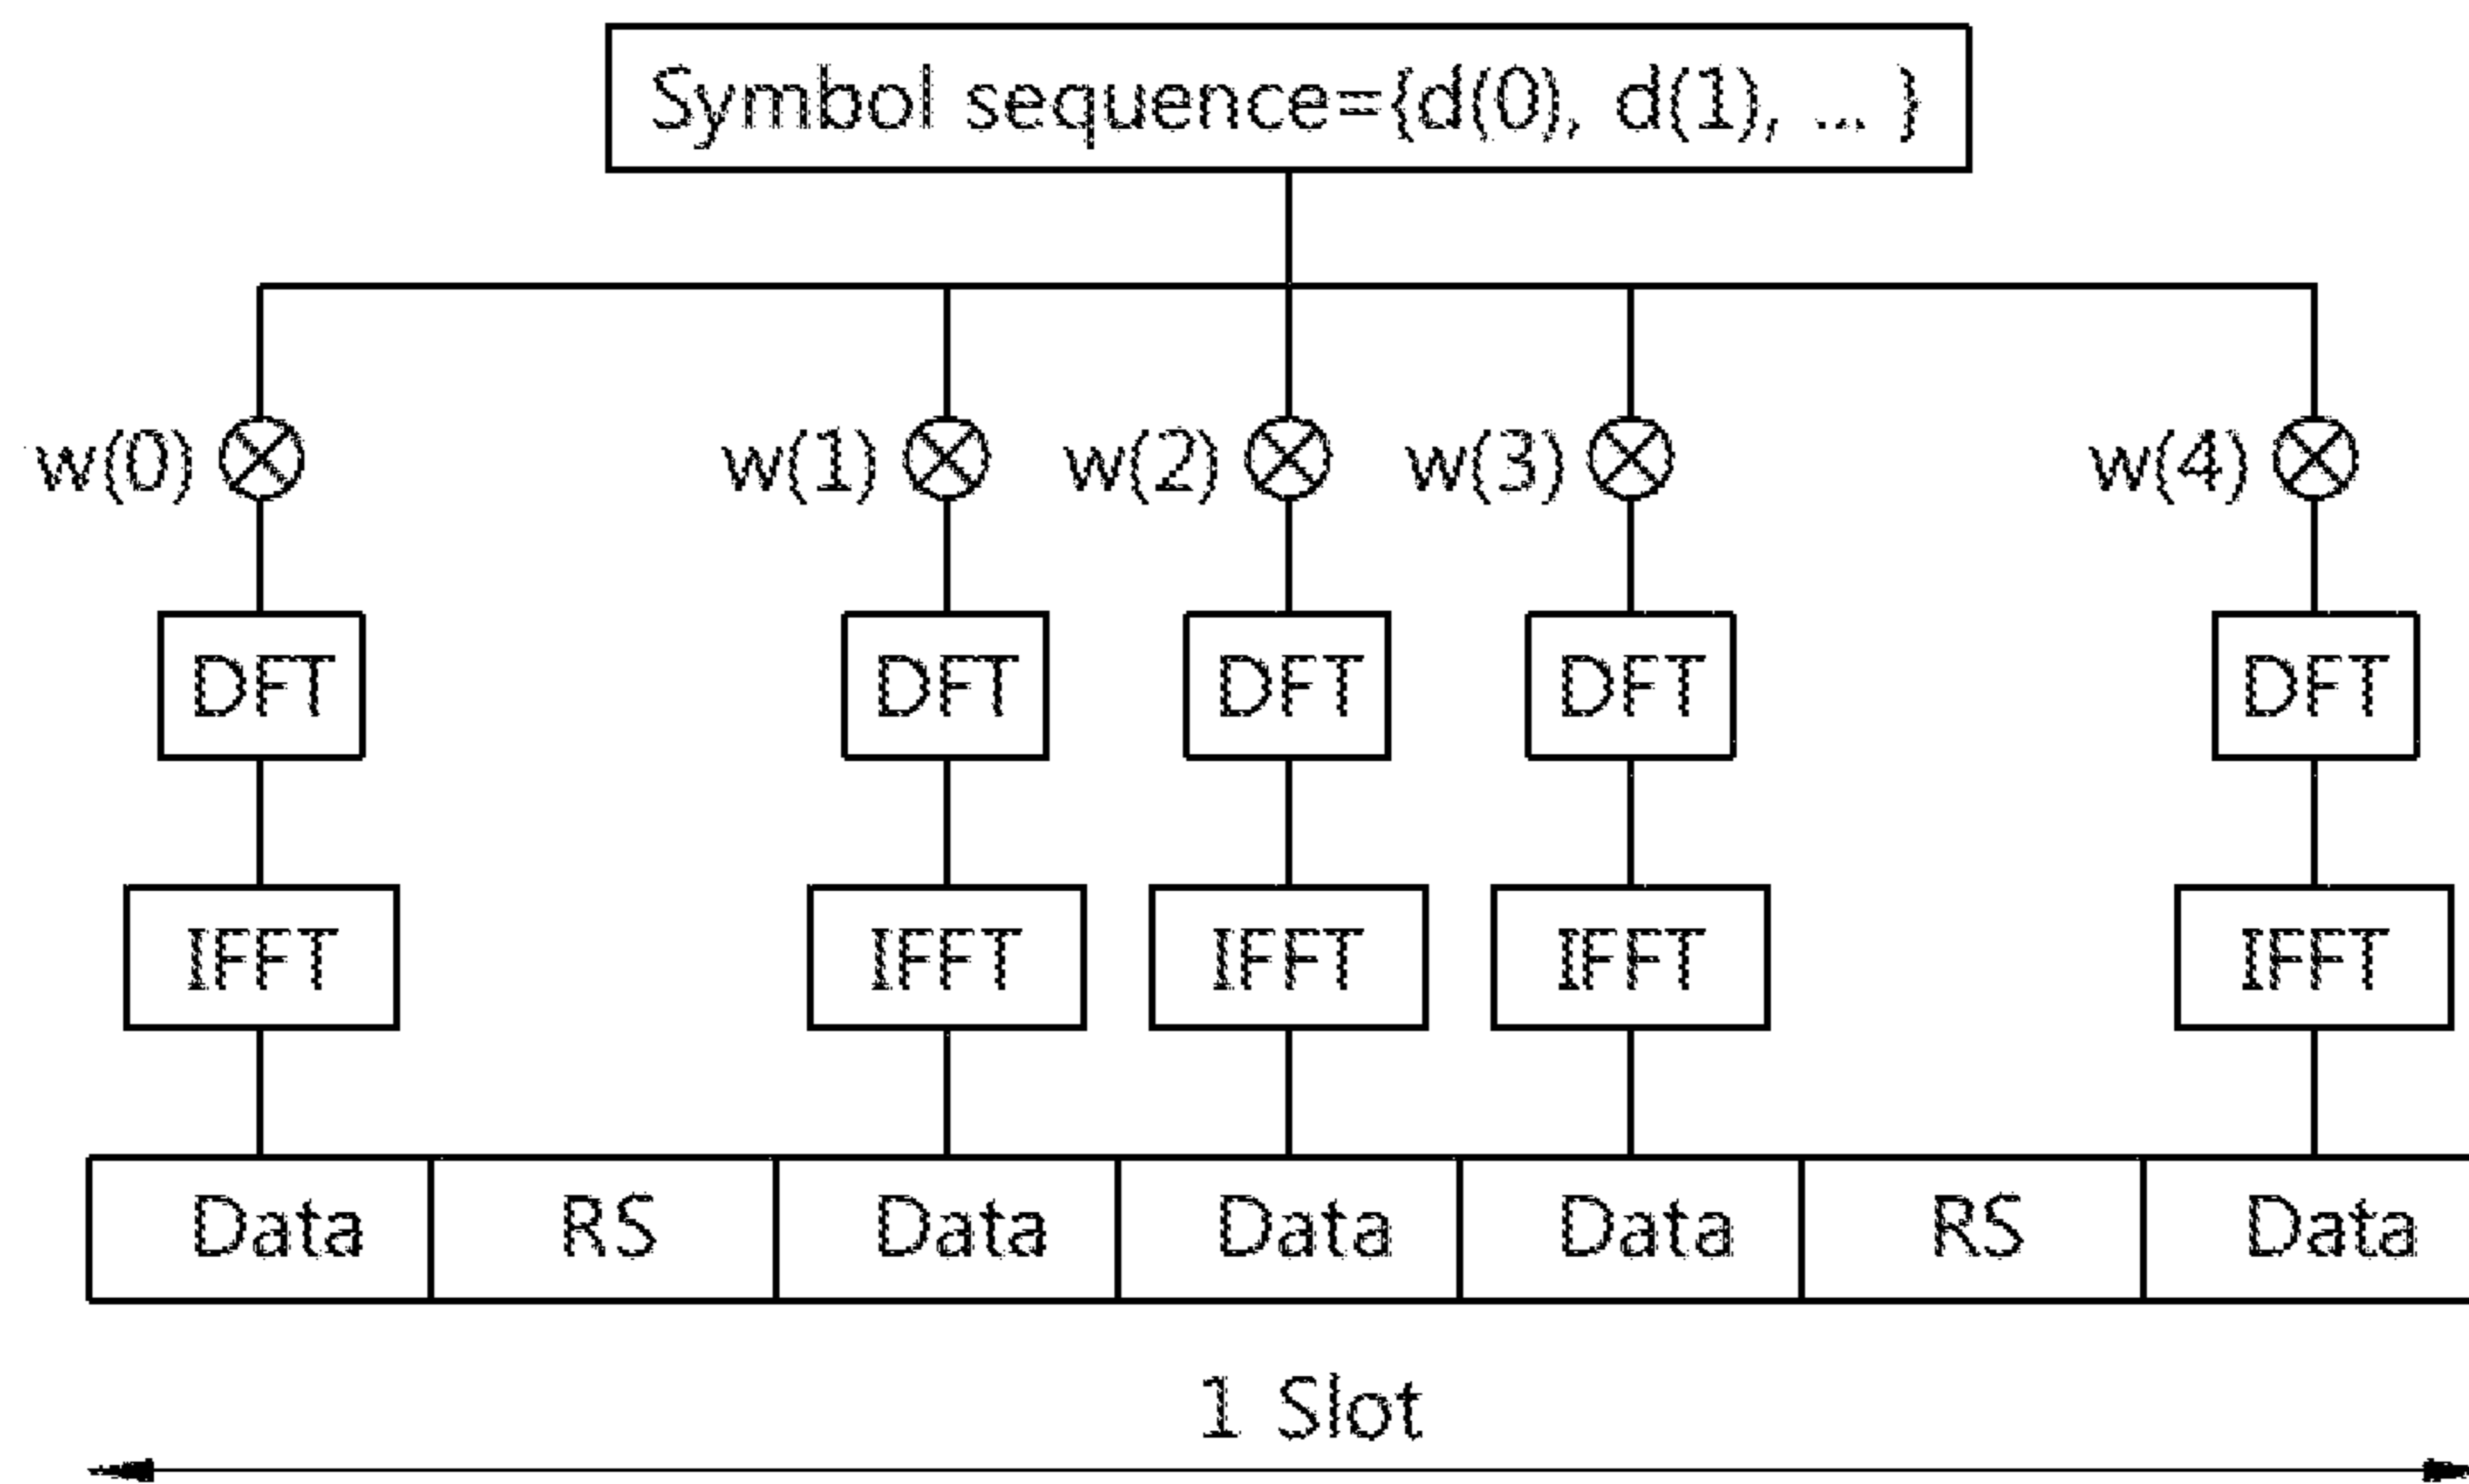 Symbol sequence={d(0), d(1), ... }
w(0) w(1) w(2) w(3) w(4)
DFT DFT DFT DFT DFT
IFFT IFFT IFFT IFFT IFFT
Data RS Data Data Data RS Data
1 Slot